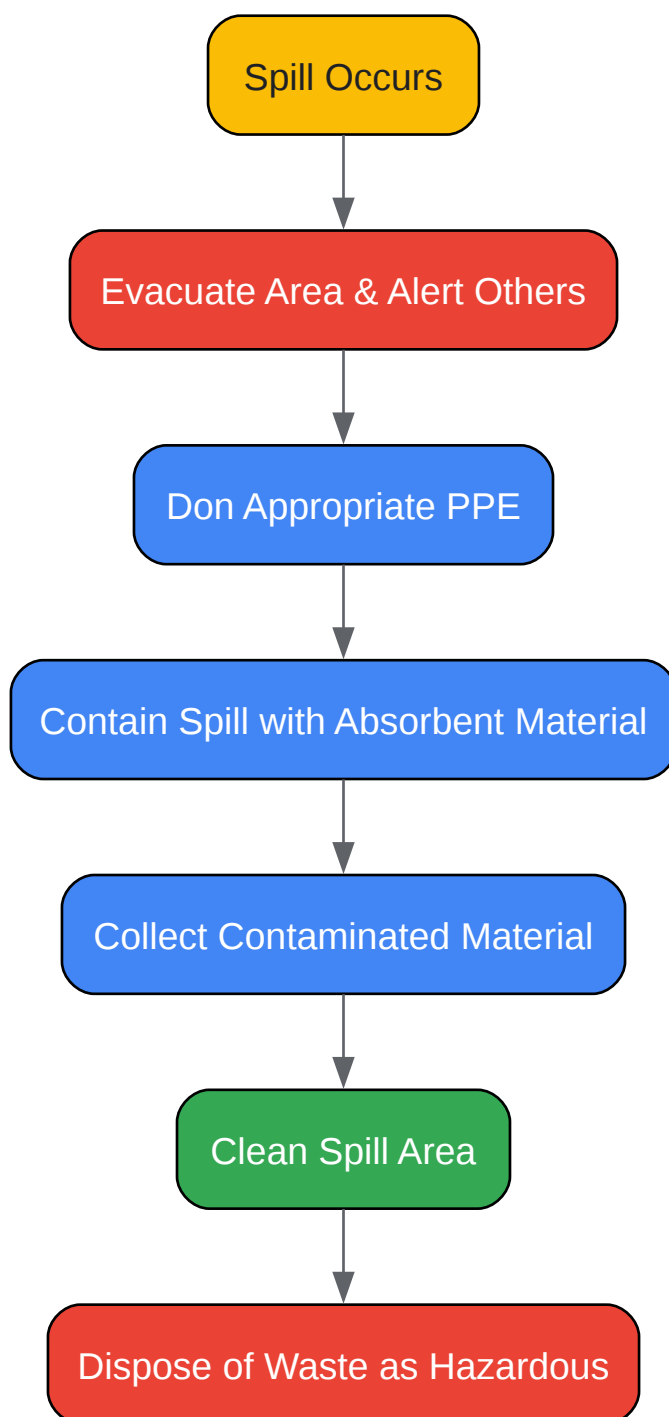 Spill Occurs
Evacuate Area & Alert Others
Don Appropriate PPE
Contain Spill with Absorbent Material
Collect Contaminated Material
Clean Spill Area
Dispose of Waste as Hazardous